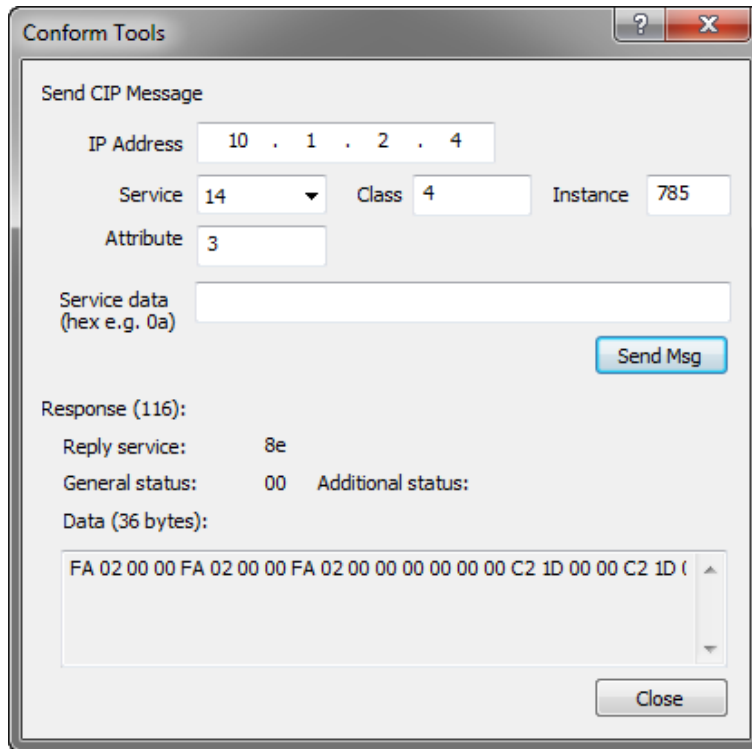 Conform Tools
?
Send CIP Message
IP Address 10 . 1 . 2 . 4
Service 14 Class 4 Instance 785
Attribute 3
Service data
(hex e.g. 0a)
Send Msg
Response (116):
Reply service: 8e
General status: 00 Additional status:
Data (36 bytes):
FA 02 00 00 FA 02 00 00 FA 02 00 00 00 00 00 00 C2 1D 00 00 C2 1D
Close